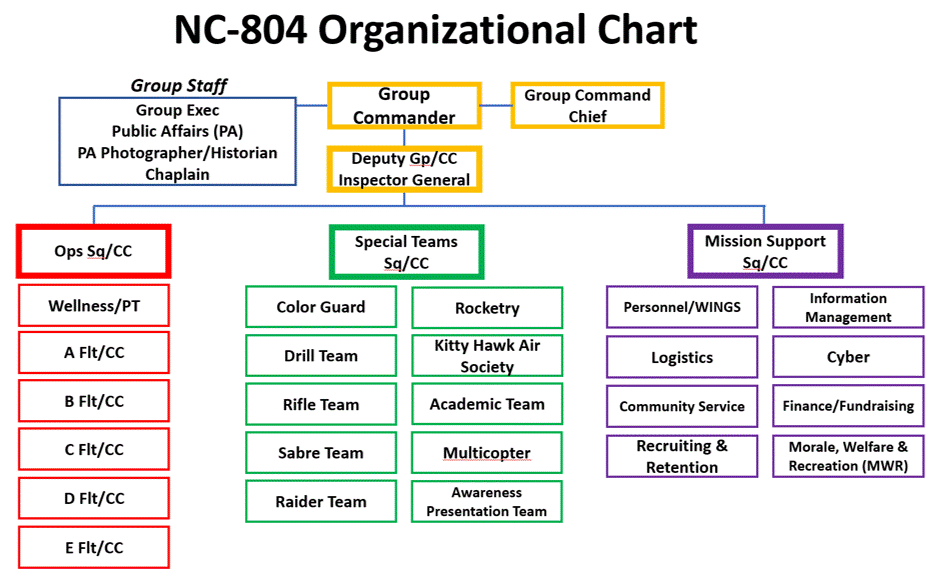 NC-804 Organizational Chart
Group Staff
Group Exec
Public Affairs (PA)
PA Photographer/Historian
Chaplain
Group
Commander
Group Command
Chief
Deputy Gp/CC
Inspector General
Ops Sq/CC
Wellness/PT
A Flt/CC
B Flt/CC
C Flt/CC
D Flt/CC
E Flt/CC
Special Teams
Sq/CC
Color Guard
Drill Team
Rifle Team
Sabre Team
Raider Team
Rocketry
Kitty Hawk Air
Society
Academic Team
Multicopter
Awareness
Presentation Team
Mission Support
Sq/CC
Personnel/WINGS
Logistics
Community Service
Recruiting &
Retention
Information
Management
Cyber
Finance/Fundraising
Morale, Welfare &
Recreation (MWR)